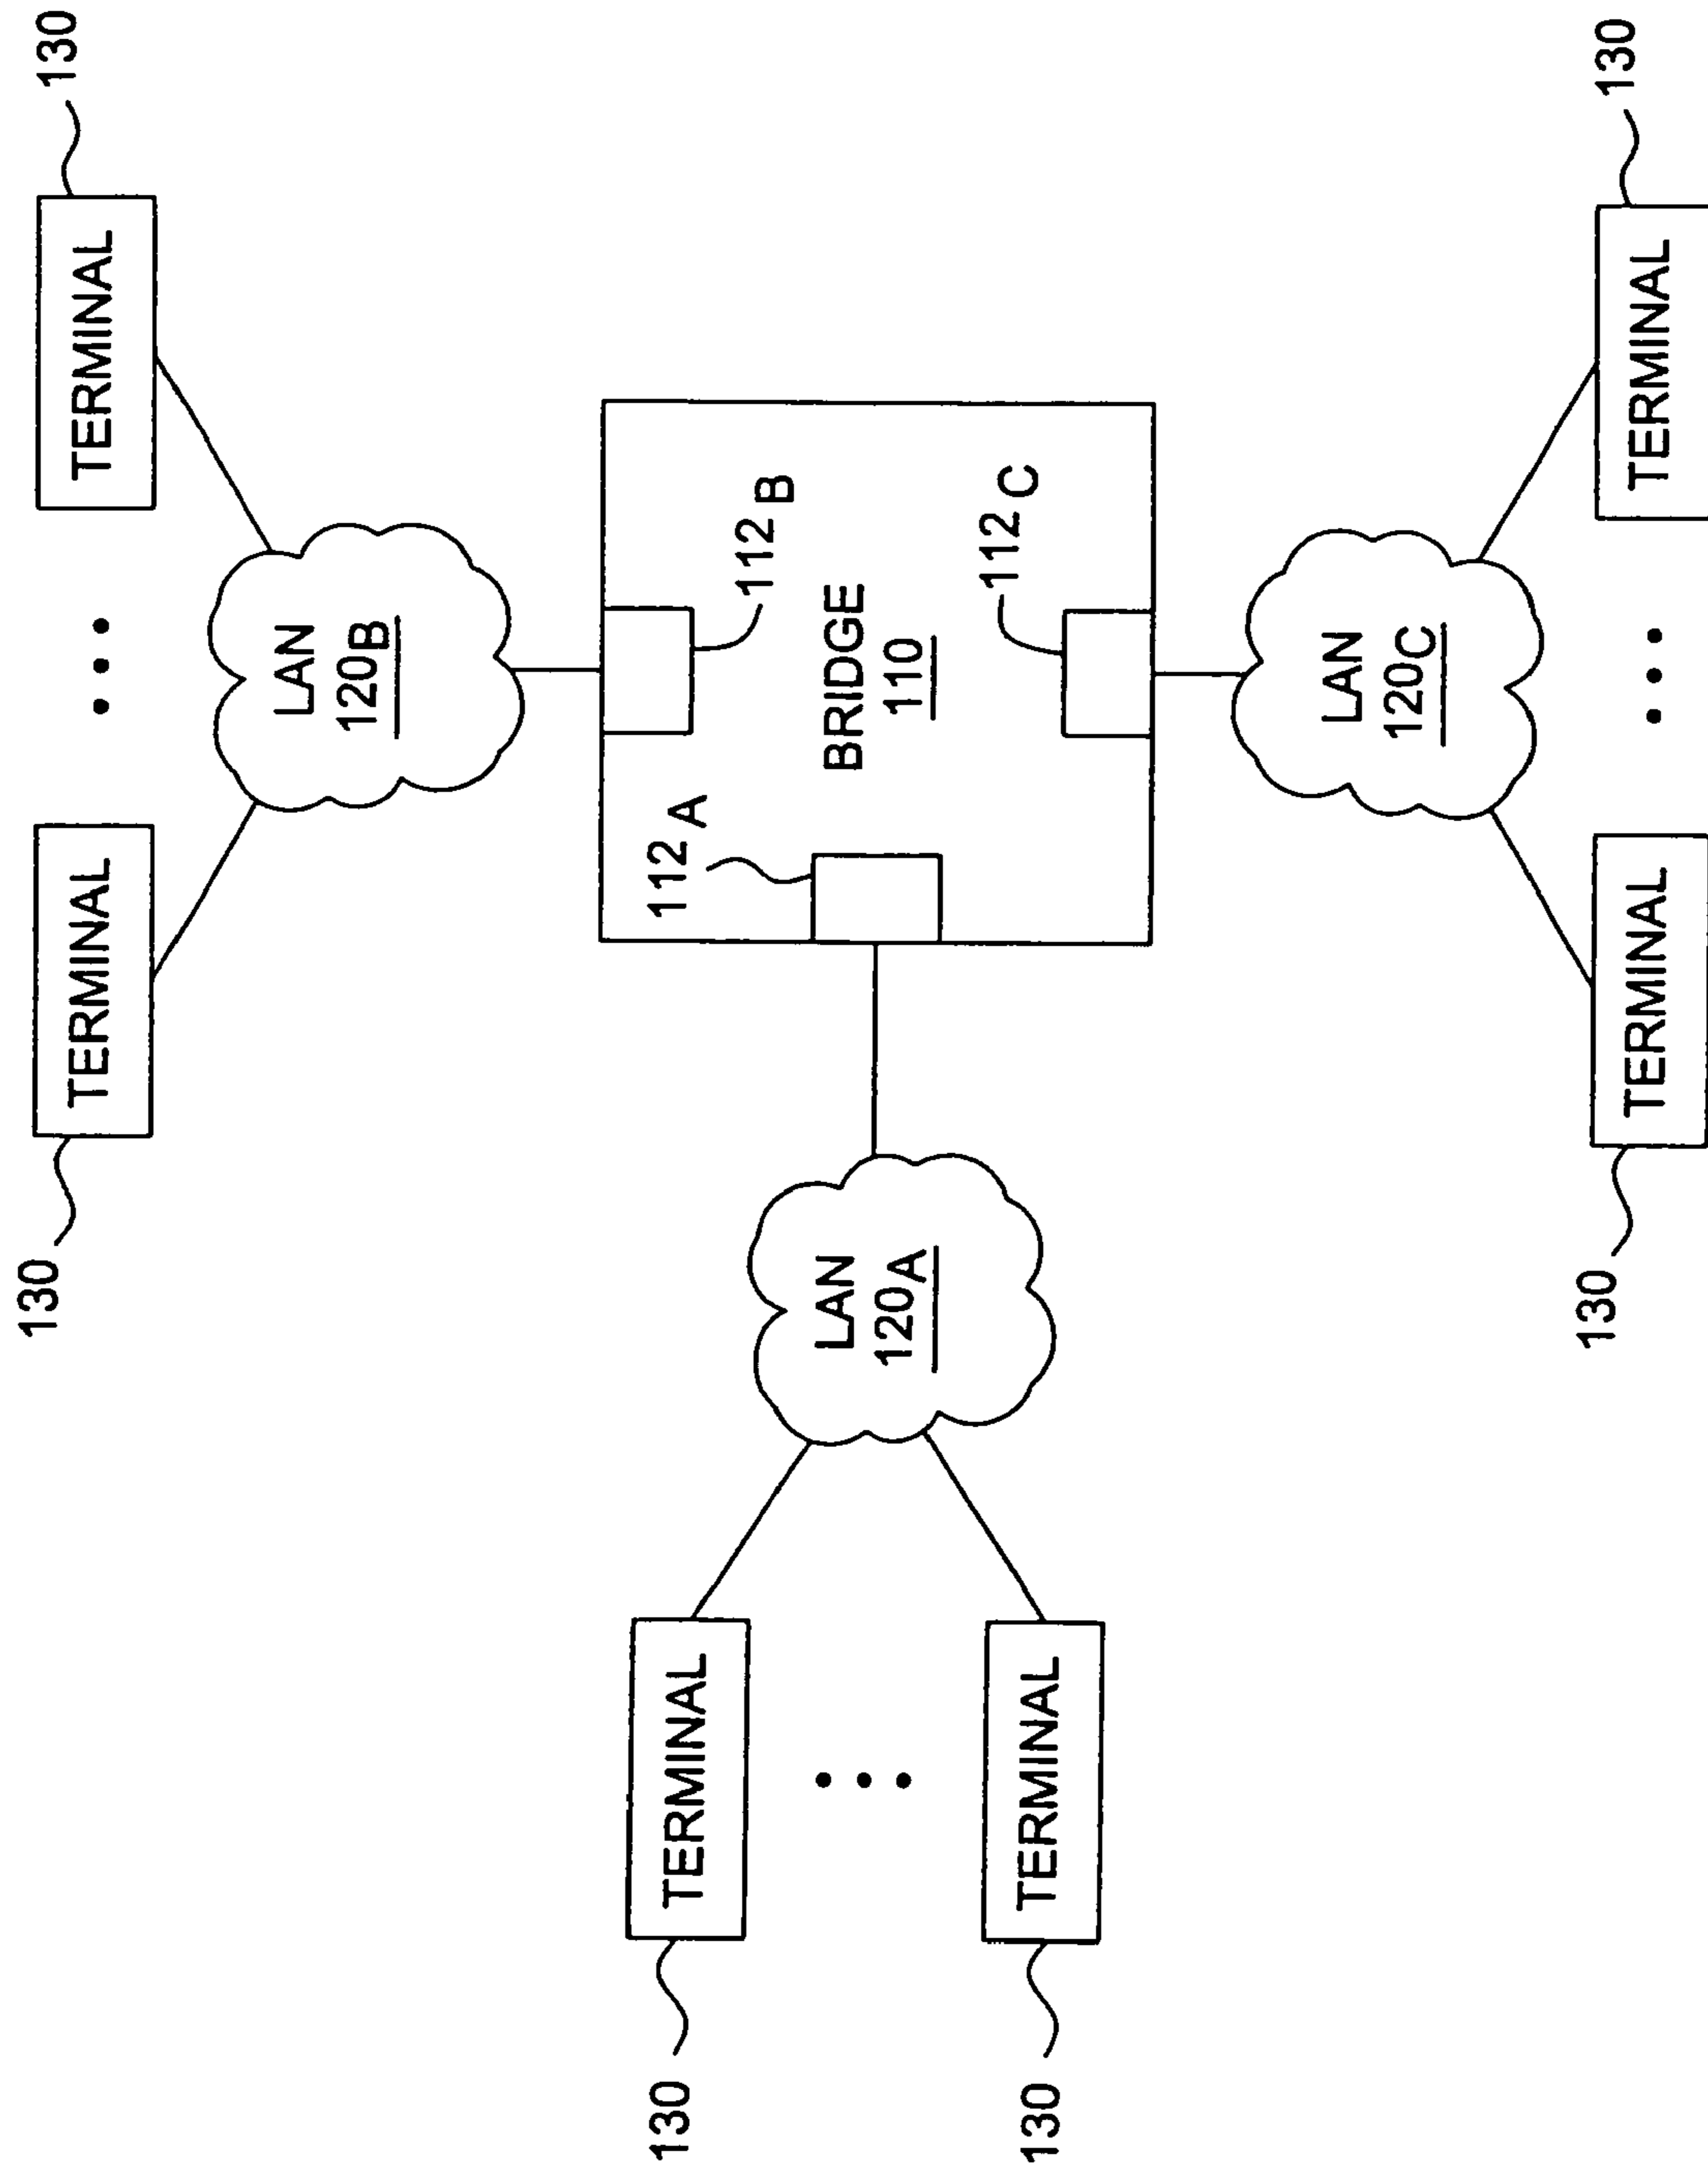 130
TERMINAL
TERMINAL
130
LAN
120B
130
TERMINAL
112A
112B
LAN
120A
BRIDGE
110
112C
130
TERMINAL
LAN
120C
130
TERMINAL
TERMINAL
130